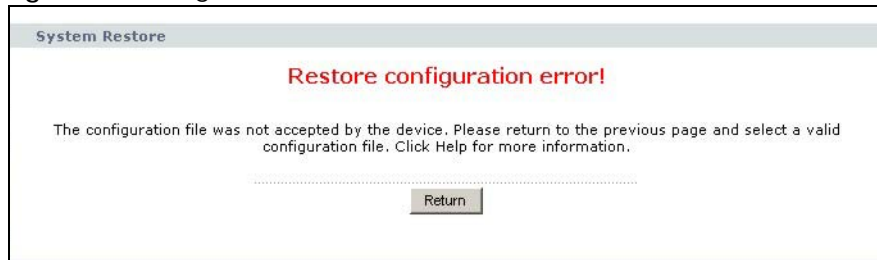 System Restore
Restore configuration error!
The configuration file was not accepted by the device. Please return to the previous page and select a valid
configuration file. Click Help for more information.
Return